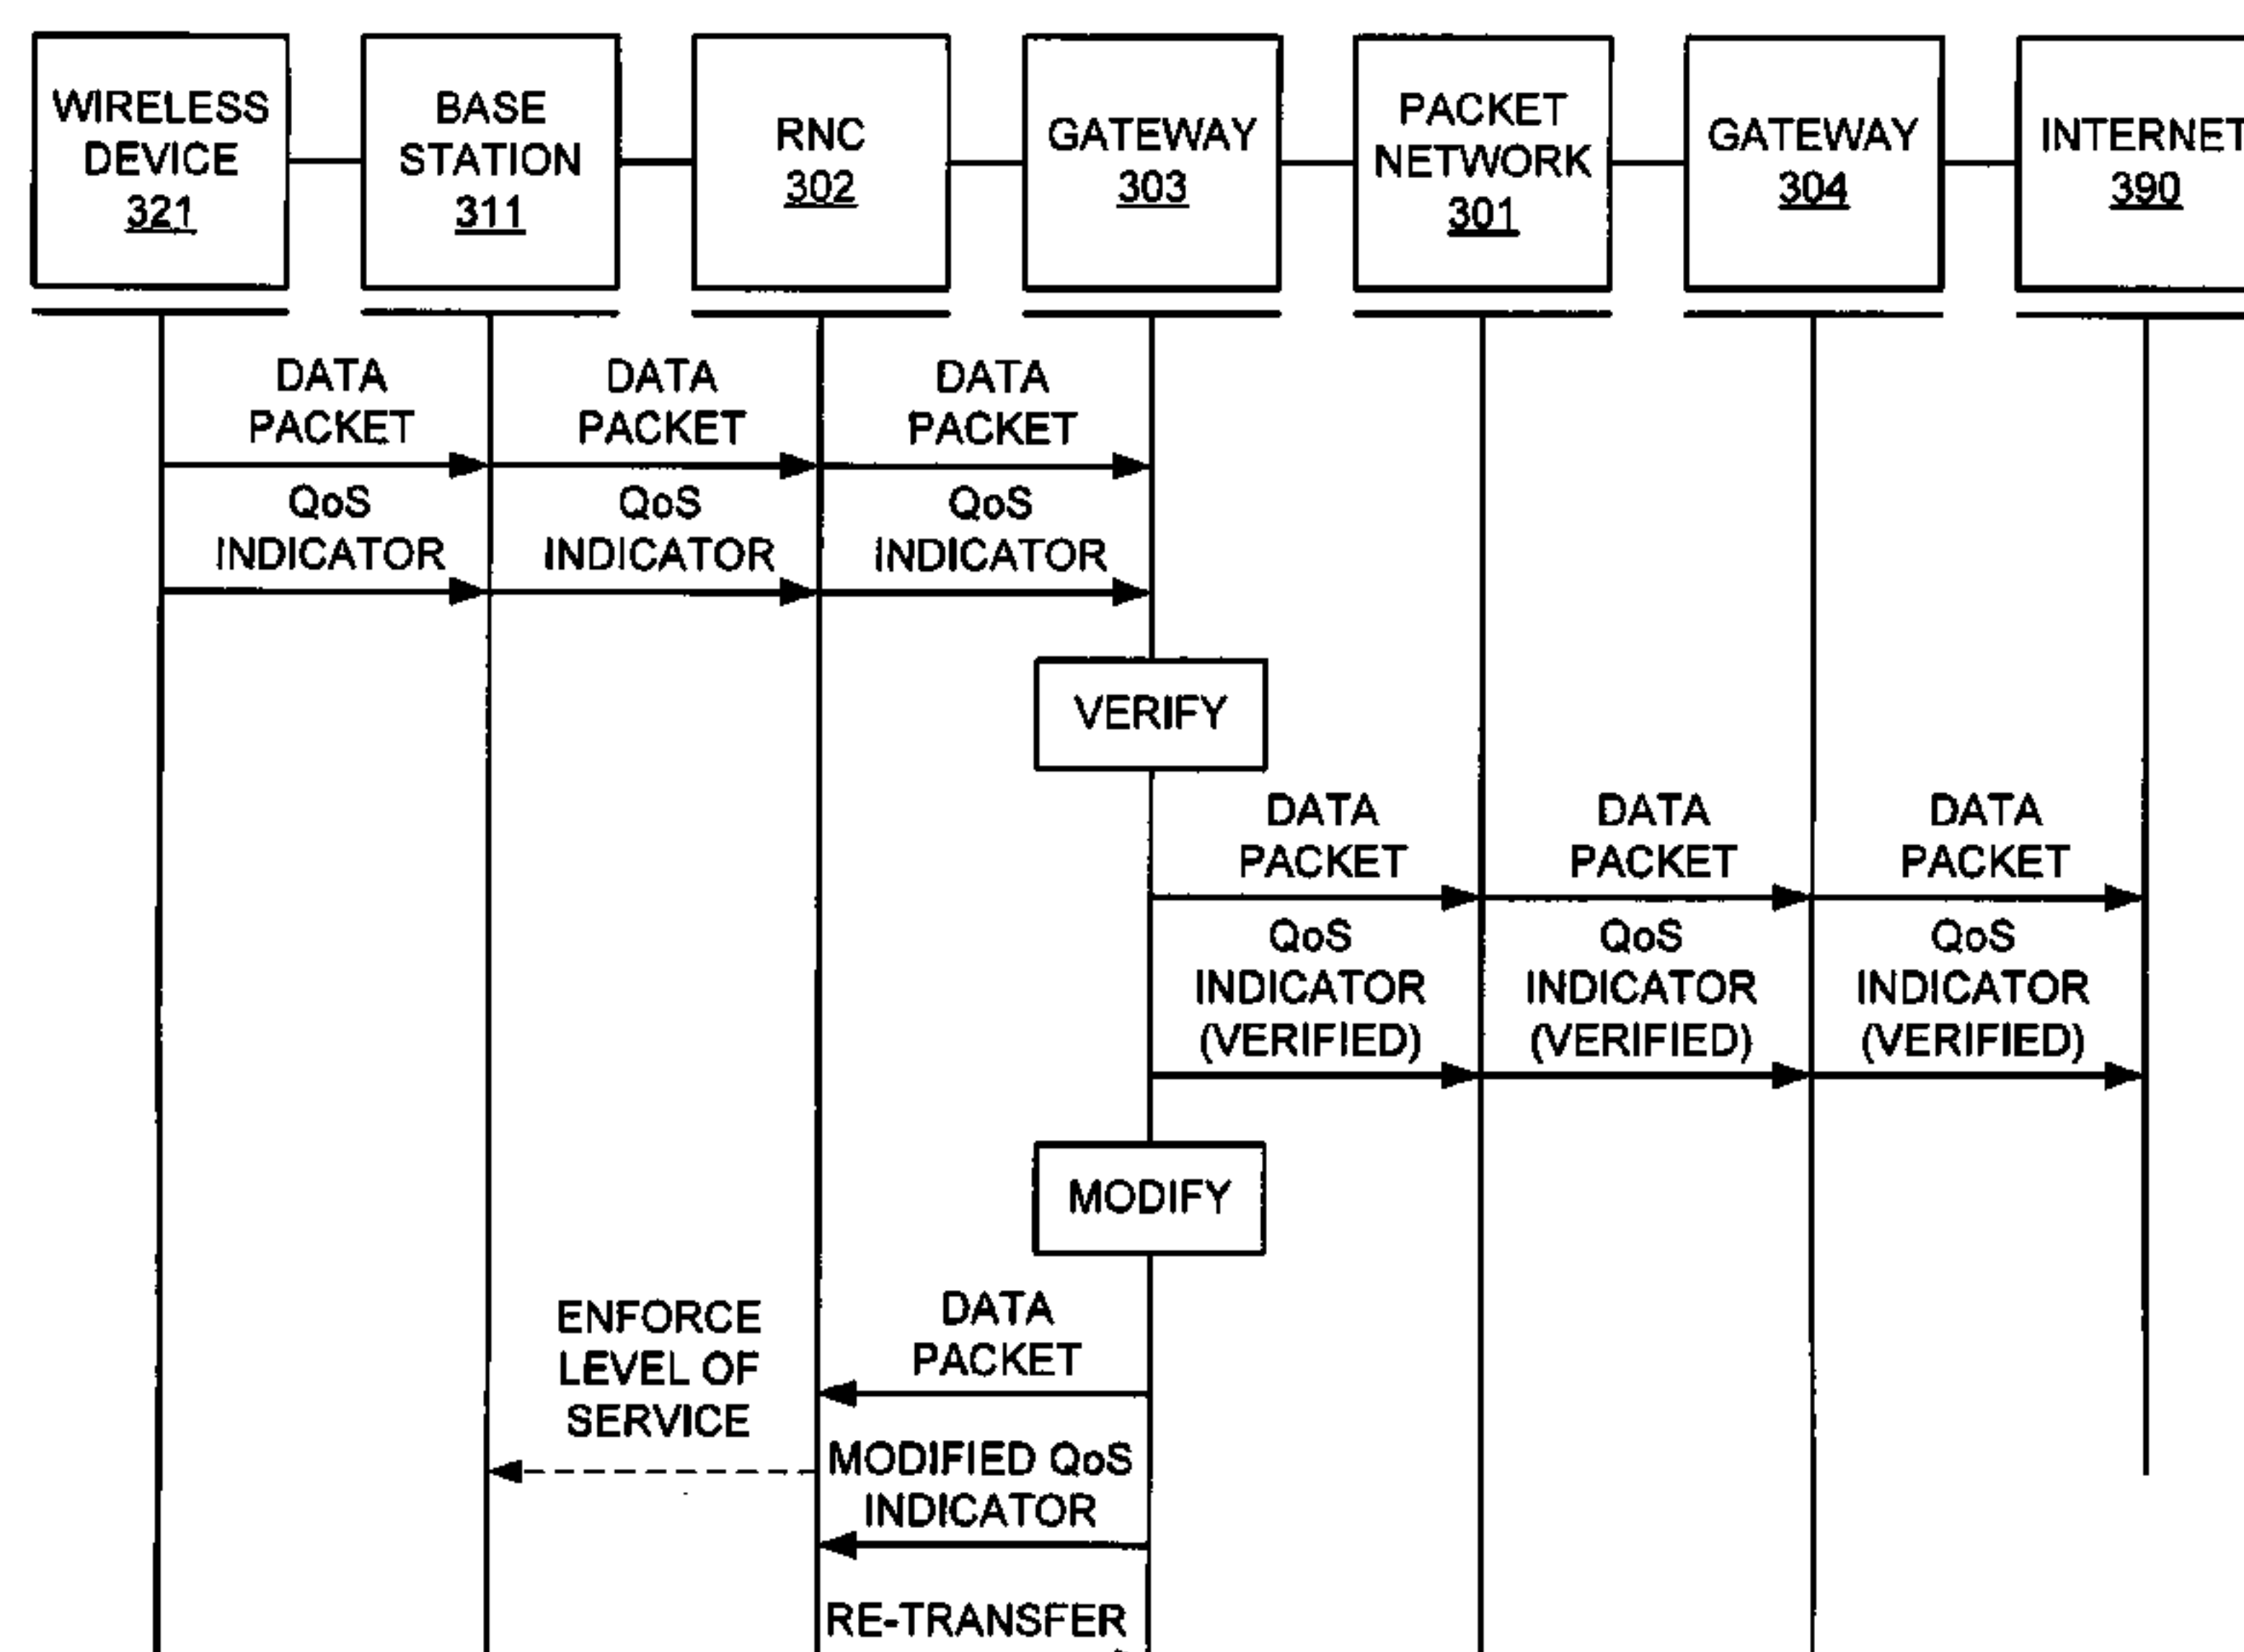 WIRELESS
DEVICE
321
BASE
STATION
311
RNC
302
GATEWAY
303
PACKET
NETWORK
301
GATEWAY
304
INTERNET
390
DATA
PACKET
DATA
PACKET
DATA
PACKET
QoS
INDICATOR
QoS
INDICATOR
QoS
INDICATOR
VERIFY
DATA
PACKET
DATA
PACKET
DATA
PACKET
QoS
INDICATOR
(VERIFIED)
QoS
INDICATOR
(VERIFIED)
QoS
INDICATOR
(VERIFIED)
MODIFY
ENFORCE
LEVEL OF
SERVICE
DATA
PACKET
MODIFIED QoS
INDICATOR
RE-TRANSFER